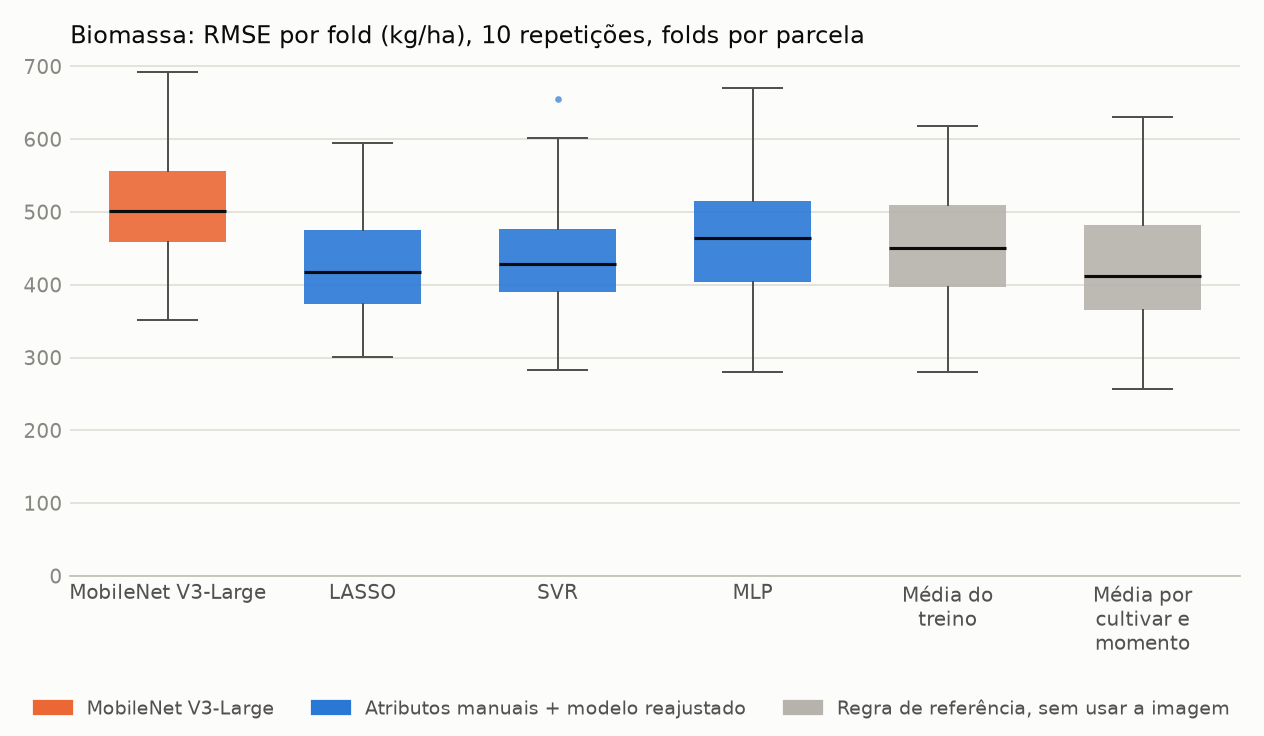 Biomassa: RMSE por fold (kg/ha), 10 repetições, folds por parcela
700
600
500
400
300
200
100
0
MobileNet V3-Large
LASSO
SVR
MLP
Média do
treino
Média por
cultivar e
momento
MobileNet V3-Large
Atributos manuais + modelo reajustado
Regra de referência, sem usar a imagem